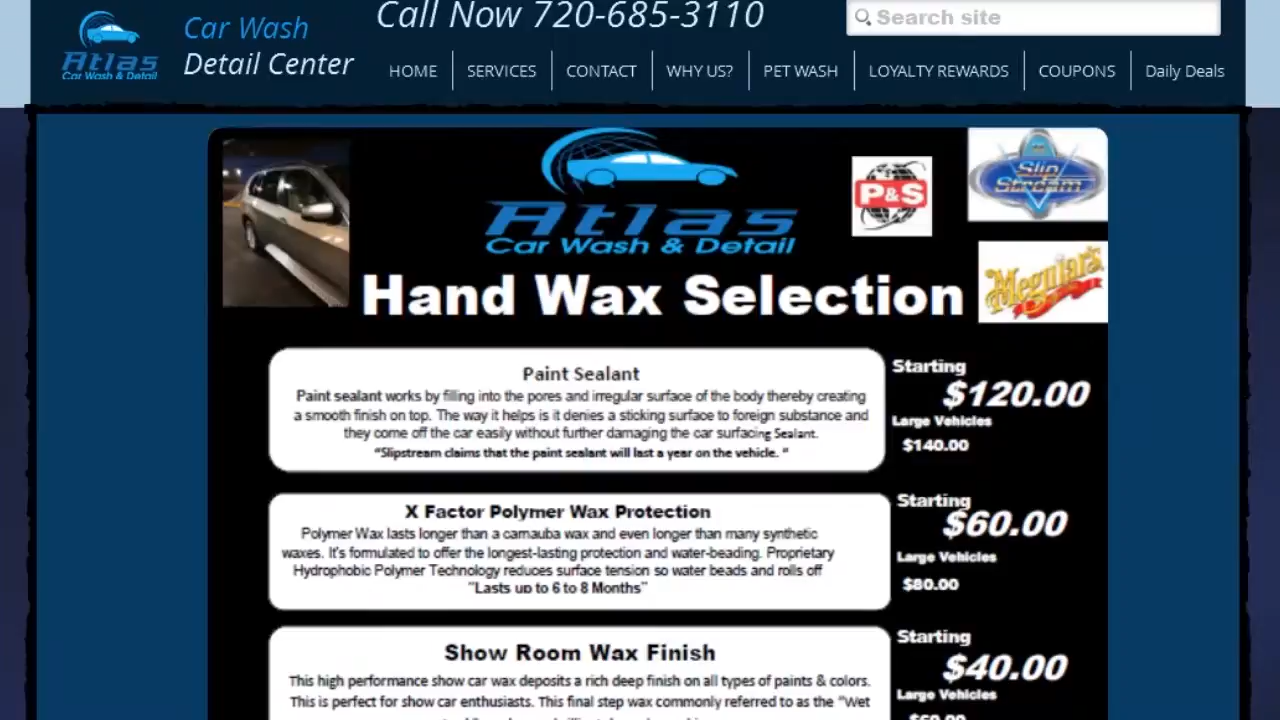 Call Now 720-685-3110
Search site
Car Wash
Detail Center
Atlas
Car Wash & Detail
HOME
SERVICES
CONTACT
WHY US?
PET WASH
LOYALTY REWARDS
COUPONS
Daily Deals
Atlas
Car Wash & Detail
P&S
Slip
Stream
Meguiar's
Hand Wax Selection
Paint Sealant
Paint sealant works by filling into the pores and irregular surface of the body thereby creating
a smooth finish on top. The way it helps is it denies a sticking surface to foreign substance and
they come off the car easily without further damaging the car surfacing Sealant.
"Slipstream claims that the paint sealant will last a year on the vehicle. "
Starting
$120.00
Large Vehicles
$140.00
X Factor Polymer Wax Protection
Polymer Wax lasts longer than a carnauba wax and even longer than many synthetic
waxes. It's formulated to offer the longest-lasting protection and water-beading. Proprietary
Hydrophobic Polymer Technology reduces surface tension so water beads and rolls off
"Lasts up to 6 to 8 Months"
Starting
$60.00
Large Vehicles
$80.00
Show Room Wax Finish
This high performance show car wax deposits a rich deep finish on all types of paints & colors.
This is perfect for show car enthusiasts. This final step wax commonly referred to as the "Wet
Starting
$40.00
Large Vehicles